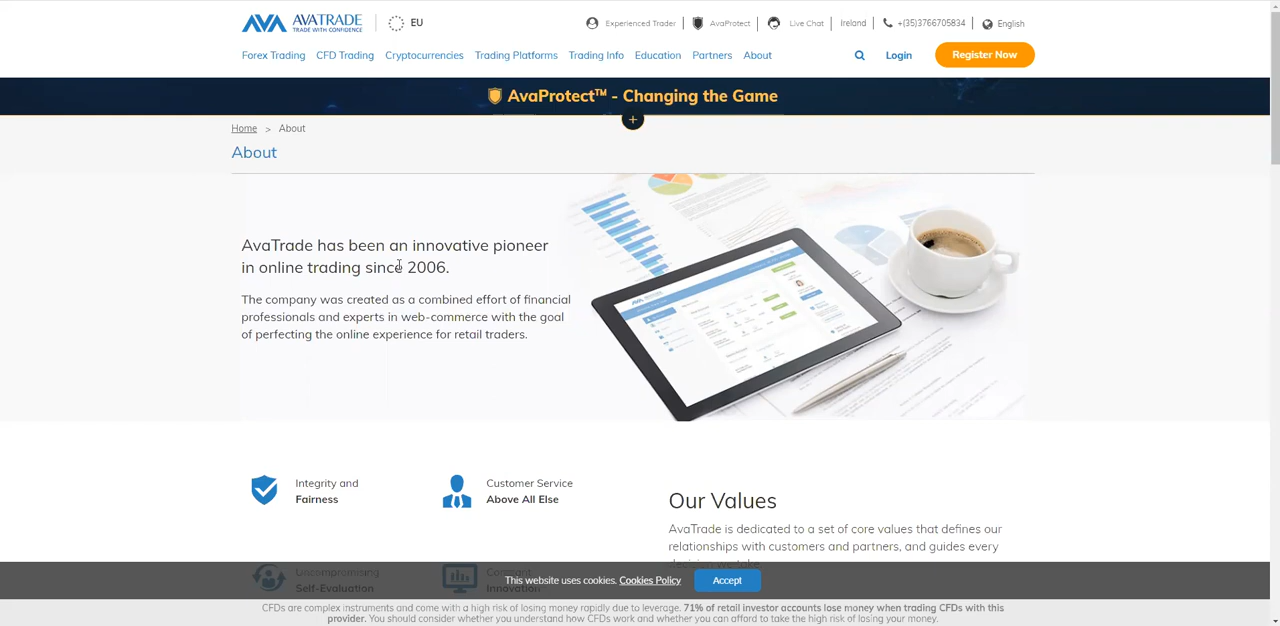 AVA AVATRADE
TRADE WITH CONFIDENCE
EU
Experienced Trader
AvaProtect
Live Chat
Ireland
+(35)3766705834
English
Forex Trading
CFD Trading
Cryptocurrencies
Trading Platforms
Trading Info
Education
Partners
About
Login
Register Now
AvaProtect™ - Changing the Game
+
Home > About
About
AvaTrade has been an innovative pioneer
in online trading since 2006.
The company was created as a combined effort of financial
professionals and experts in web-commerce with the goal
of perfecting the online experience for retail traders.
Integrity and
Fairness
Customer Service
Above All Else
Uncompromising
Self-Evaluation
Constant
Innovation
Our Values
AvaTrade is dedicated to a set of core values that defines our
relationships with customers and partners, and guides every
decision we take.
This website uses cookies. Cookies Policy
Accept
CFDs are complex instruments and come with a high risk of losing money rapidly due to leverage. 71% of retail investor accounts lose money when trading CFDs with this
provider. You should consider whether you understand how CFDs work and whether you can afford to take the high risk of losing your money.